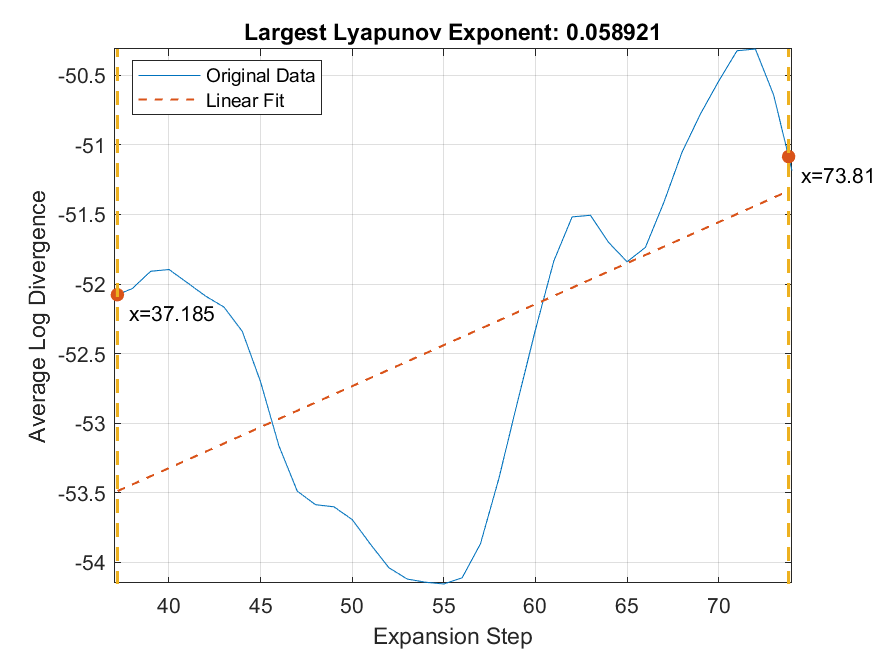 Largest Lyapunov Exponent: 0.058921
Original Data
Linear Fit
-50.5
-51
-51.5
-52
-52.5
-53
-53.5
-54
Average Log Divergence
x=37.185
x=73.81
40 45 50 55 60 65 70
Expansion Step